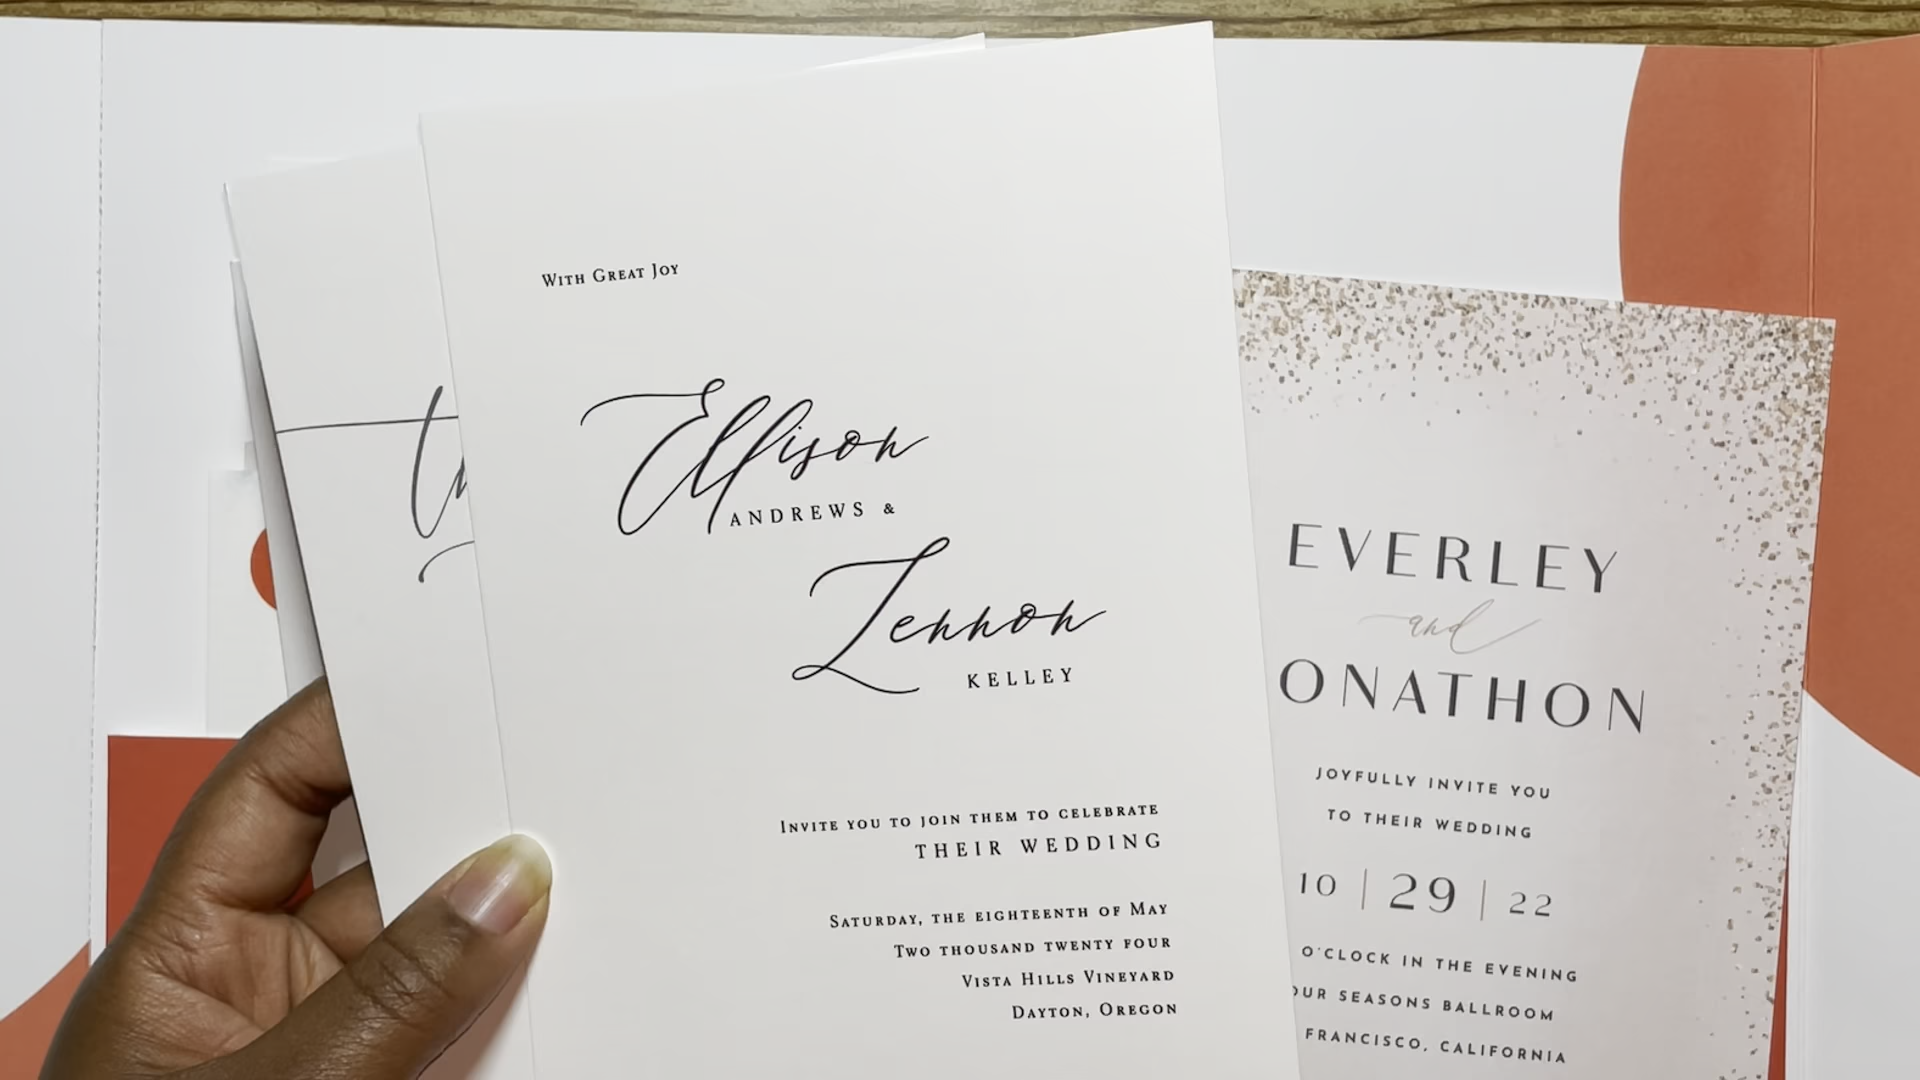 With Great Joy
Ellison
ANDREWS &
Lennon
KELLEY
Invite you to join them to celebrate
THEIR WEDDING
Saturday, the eighteenth of May
Two thousand twenty four
Vista Hills Vineyard
Dayton, Oregon
EVERLEY
and
ONATHON
JOYFULLY INVITE YOU
TO THEIR WEDDING
10 | 29 | 22
O'CLOCK IN THE EVENING
OUR SEASONS BALLROOM
FRANCISCO, CALIFORNIA